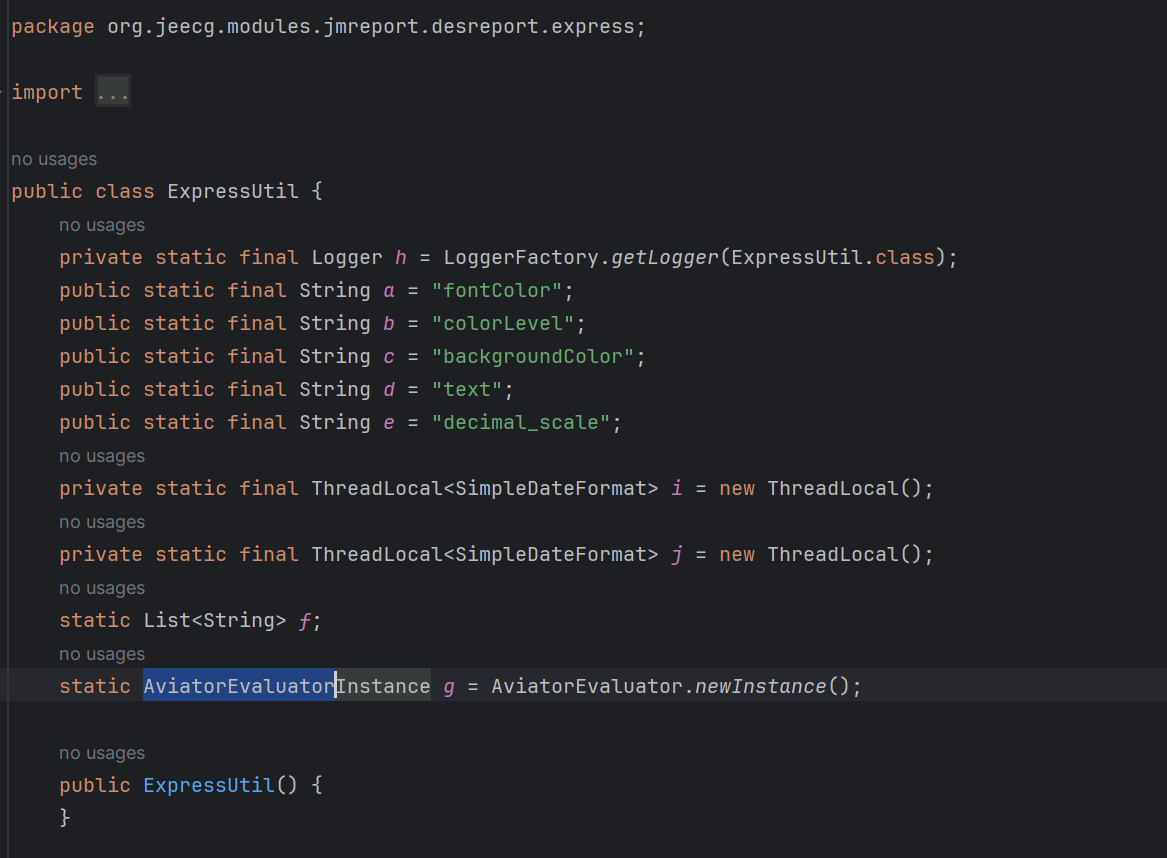 package org.jeecg.modules.jmreport.desreport.express;
import ...
no usages
public class ExpressUtil {
no usages
private static final Logger h = LoggerFactory.getLogger(ExpressUtil.class);
public static final String a = "fontColor";
public static final String b = "colorLevel";
public static final String c = "backgroundColor";
public static final String d = "text";
public static final String e = "decimal_scale";
no usages
private static final ThreadLocal<SimpleDateFormat> i = new ThreadLocal();
no usages
private static final ThreadLocal<SimpleDateFormat> j = new ThreadLocal();
no usages
static List<String> f;
no usages
static AviatorEvaluatorInstance g = AviatorEvaluator.newInstance();
no usages
public ExpressUtil() {
}